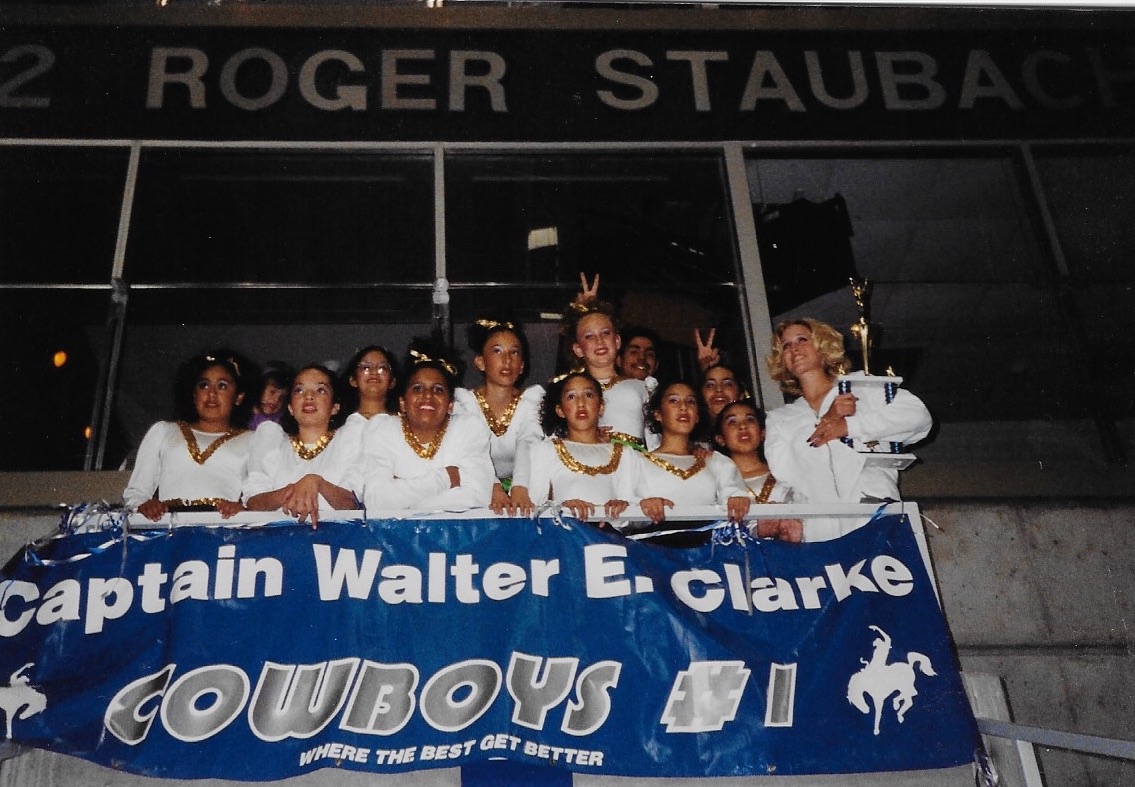 2 ROGER STAUBACH
Captain Walter E. Clarke
COWBOYS #1
WHERE THE BEST GET BETTER